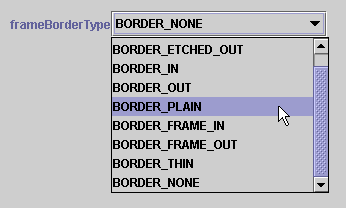 frameBorderType BORDER_NONE
BORDER_ETCHED_OUT
BORDER_IN
BORDER_OUT
BORDER_PLAIN
BORDER_FRAME_IN
BORDER_FRAME_OUT
BORDER_THIN
BORDER_NONE